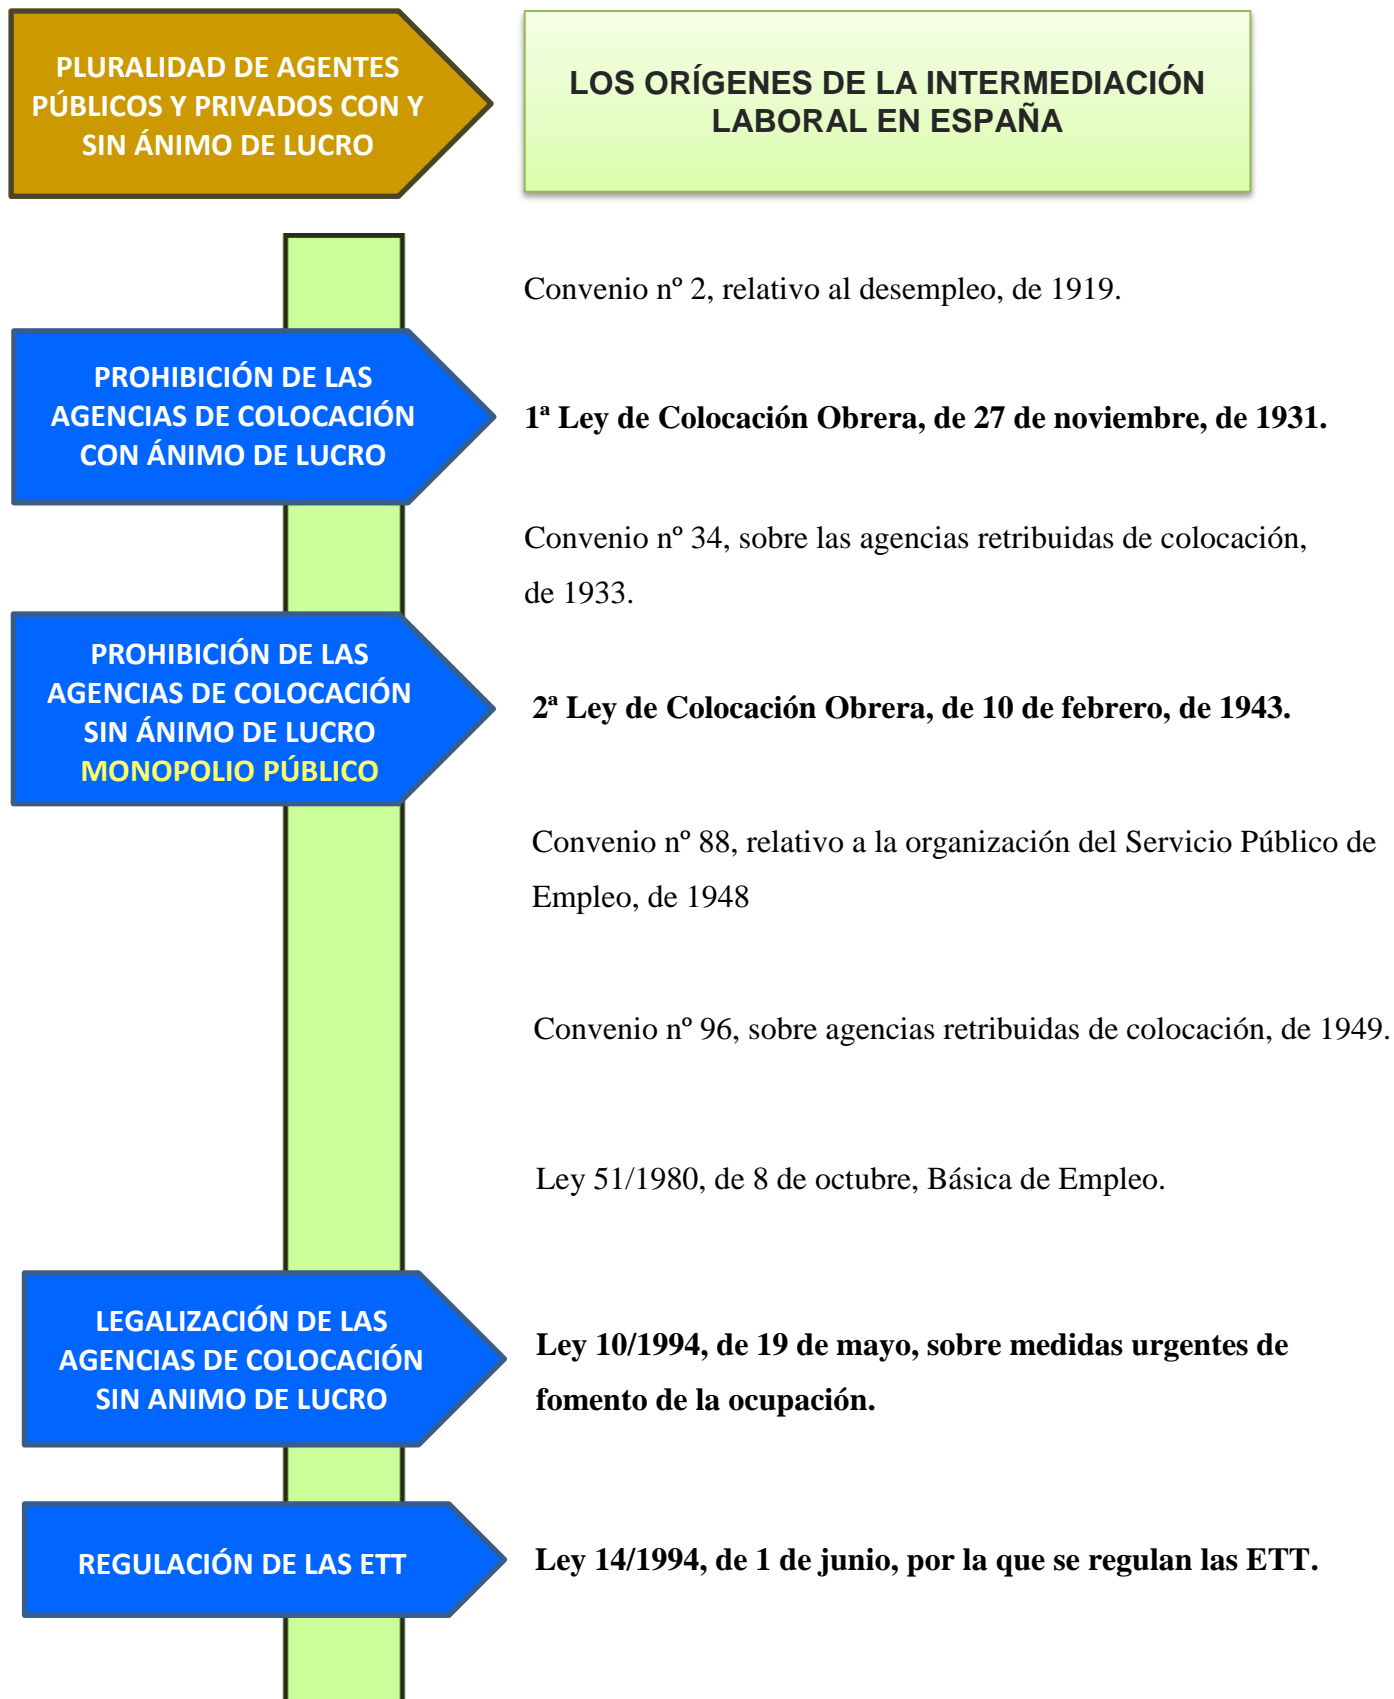 PLURALIDAD DE AGENTES
PÚBLICOS Y PRIVADOS CON Y
SIN ÁNIMO DE LUCRO
LOS ORÍGENES DE LA INTERMEDIACIÓN
LABORAL EN ESPAÑA
Convenio nº 2, relativo al desempleo, de 1919.
PROHIBICIÓN DE LAS
AGENCIAS DE COLOCACIÓN
CON ÁNIMO DE LUCRO
1ª Ley de Colocación Obrera, de 27 de noviembre, de 1931.
Convenio nº 34, sobre las agencias retribuidas de colocación,
de 1933.
PROHIBICIÓN DE LAS
AGENCIAS DE COLOCACIÓN
SIN ÁNIMO DE LUCRO
MONOPOLIO PÚBLICO
2ª Ley de Colocación Obrera, de 10 de febrero, de 1943.
Convenio nº 88, relativo a la organización del Servicio Público de
Empleo, de 1948
Convenio nº 96, sobre agencias retribuidas de colocación, de 1949.
Ley 51/1980, de 8 de octubre, Básica de Empleo.
LEGALIZACIÓN DE LAS
AGENCIAS DE COLOCACIÓN
SIN ANIMO DE LUCRO
Ley 10/1994, de 19 de mayo, sobre medidas urgentes de
fomento de la ocupación.
REGULACIÓN DE LAS ETT
Ley 14/1994, de 1 de junio, por la que se regulan las ETT.